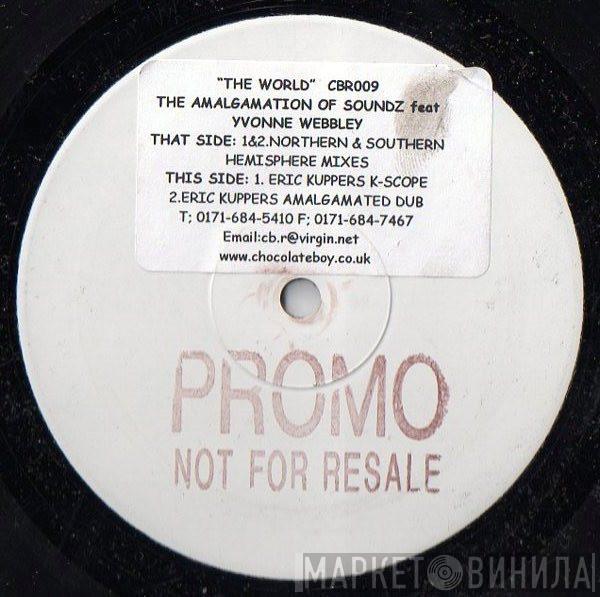 "THE WORLD" CBR009
THE AMALGAMATION OF SOUNDZ feat
YVONNE WEBBLEY
THAT SIDE: 1&2.NORTHERN & SOUTHERN
HEMISPHERE MIXES
THIS SIDE: 1. ERIC KUPPERS K-SCOPE
2.ERIC KUPPERS AMALGAMATED DUB
T; 0171-684-5410 F; 0171-684-7467
Email:cb.r@virgin.net
www.chocolateboy.co.uk
PROMO
NOT FOR RESALE
МАРКЕТ ВИНИЛА